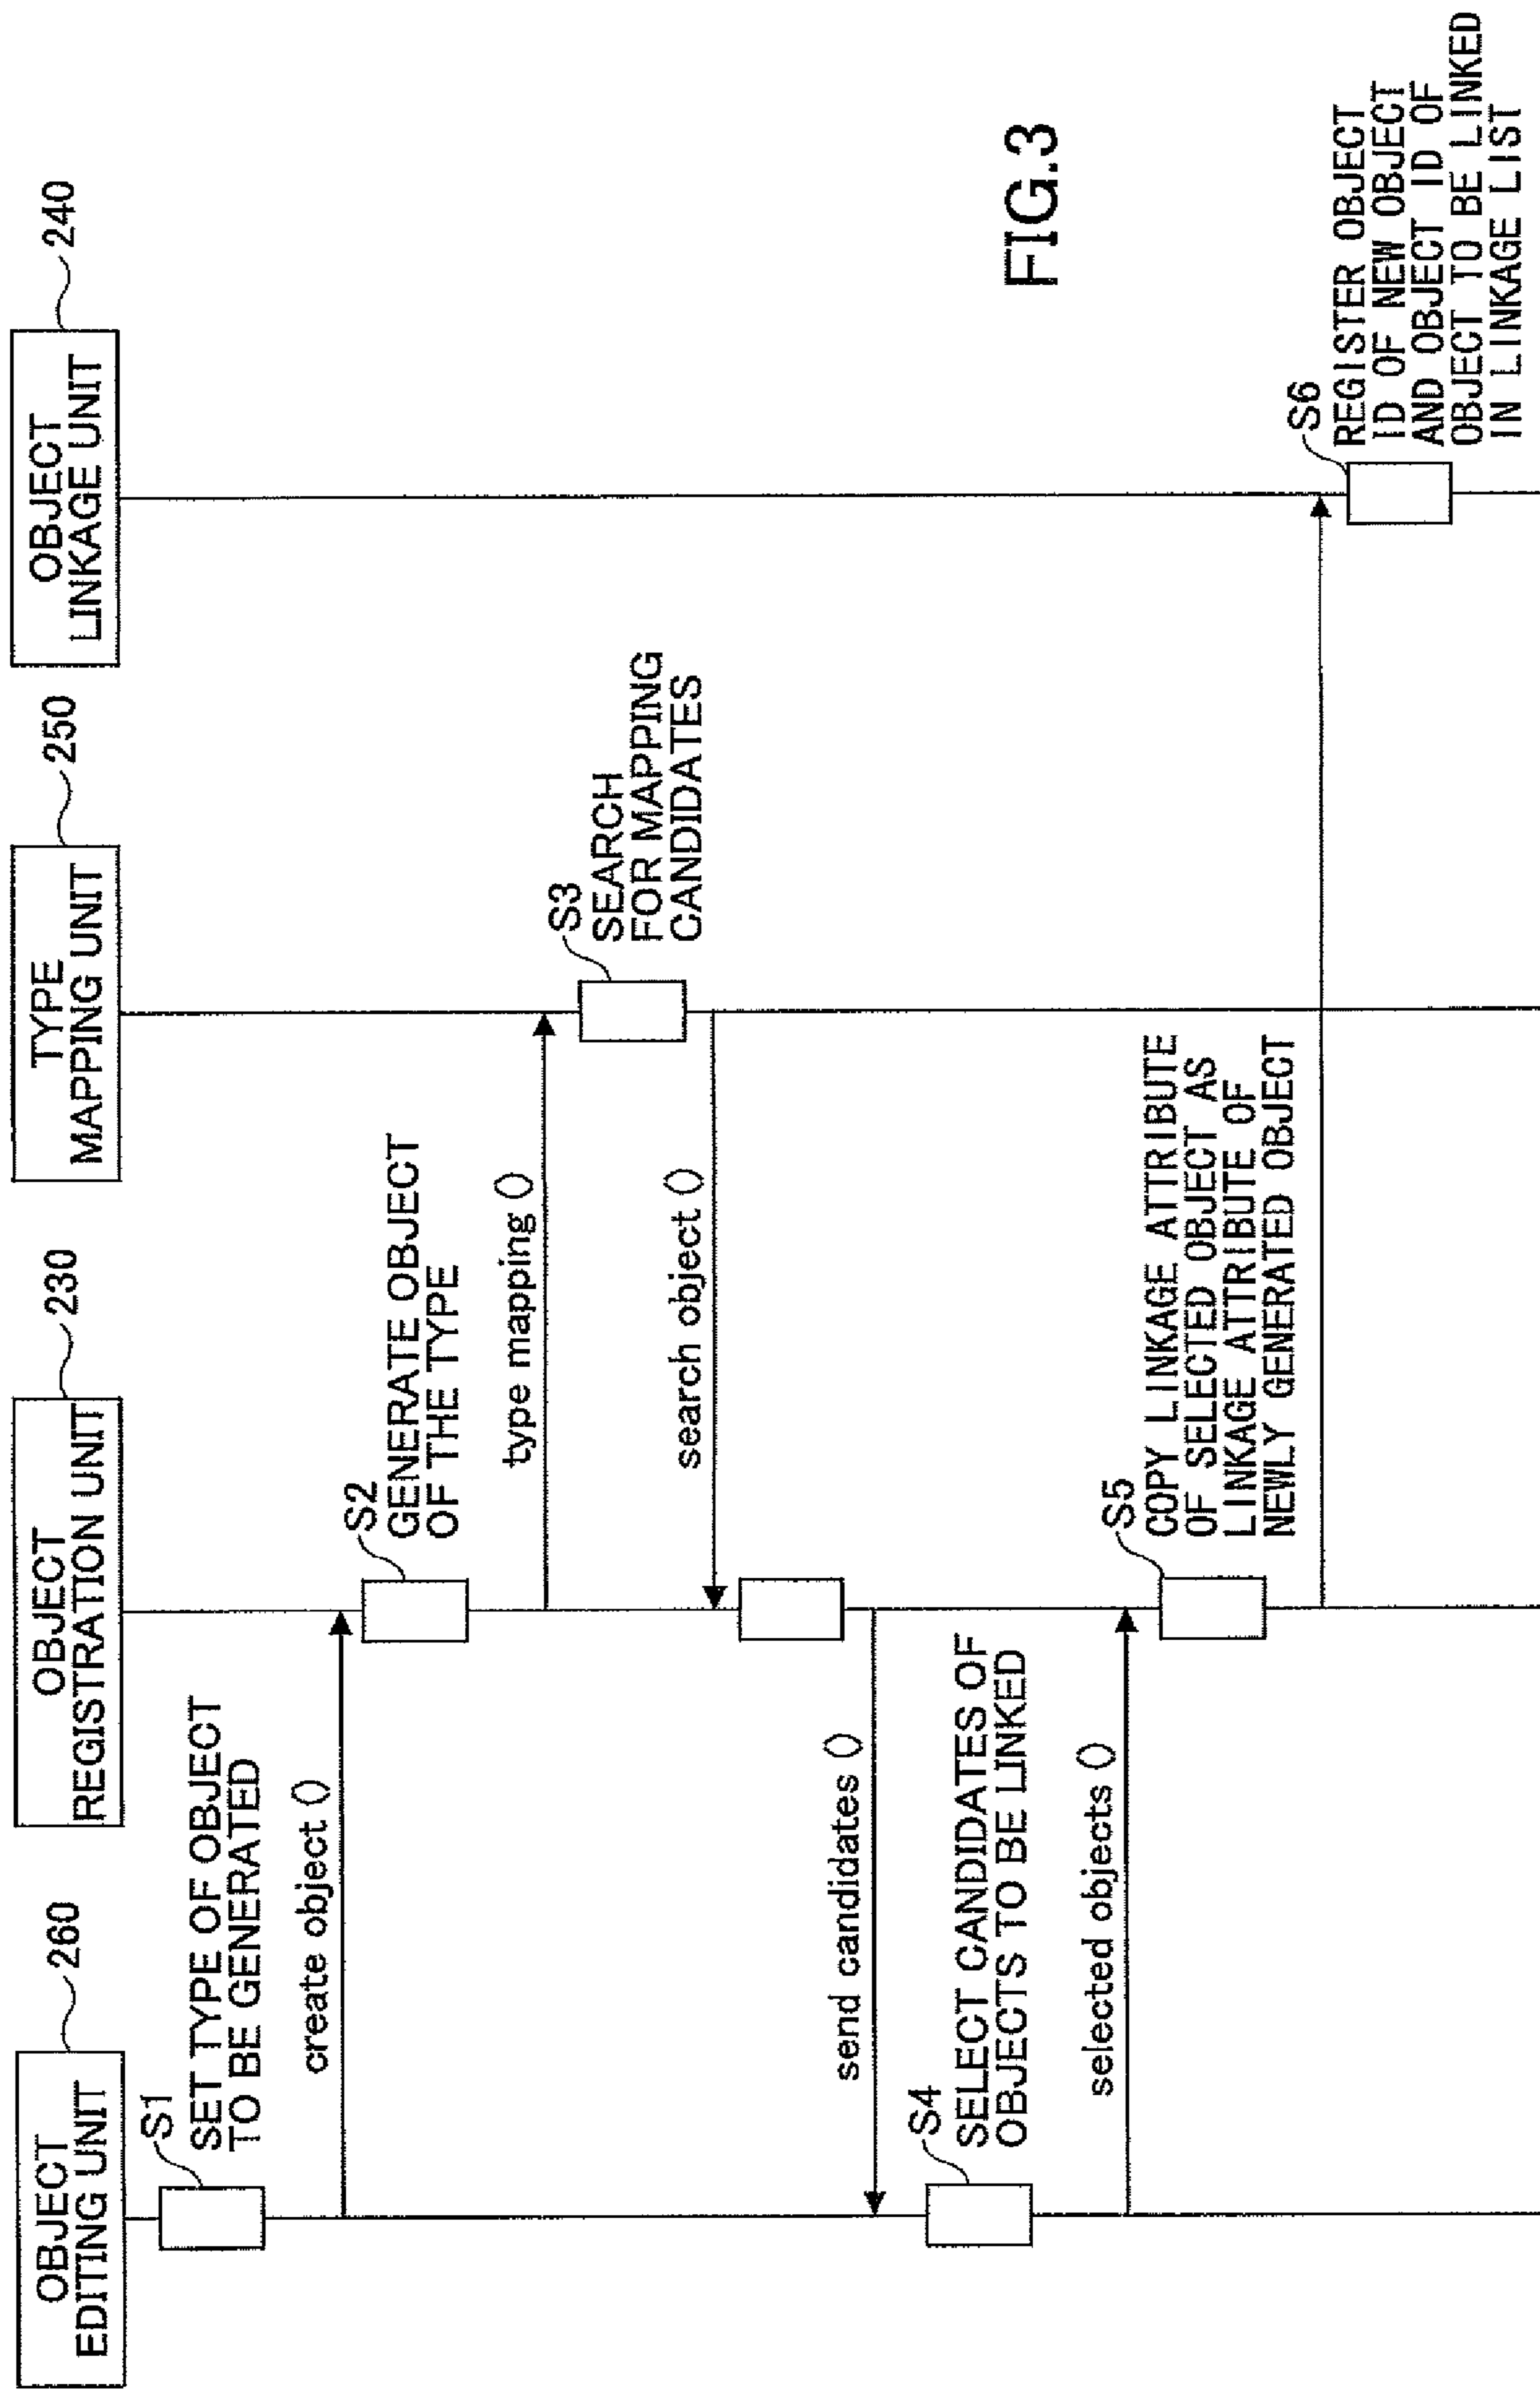 OBJECT
EDITING UNIT
260
OBJECT
REGISTRATION UNIT
230
TYPE
MAPPING UNIT
250
OBJECT
LINKAGE UNIT
240
S1
SET TYPE OF OBJECT
TO BE GENERATED
create object ()
S2
GENERATE OBJECT
OF THE TYPE
type mapping ()
S3
SEARCH
FOR MAPPING
CANDIDATES
search object ()
send candidates ()
S4
SELECT CANDIDATES OF
OBJECTS TO BE LINKED
selected objects ()
S5
COPY LINKAGE ATTRIBUTE
OF SELECTED OBJECT AS
LINKAGE ATTRIBUTE OF
NEWLY GENERATED OBJECT
S6
REGISTER OBJECT
ID OF NEW OBJECT
AND OBJECT ID OF
OBJECT TO BE LINKED
IN LINKAGE LIST
FIG.3